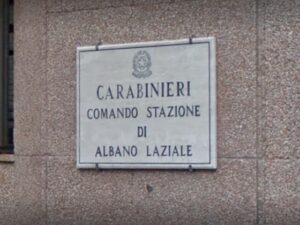 CARABINIERI
COMANDO STAZIONE
DI
ALBANO LAZIALE